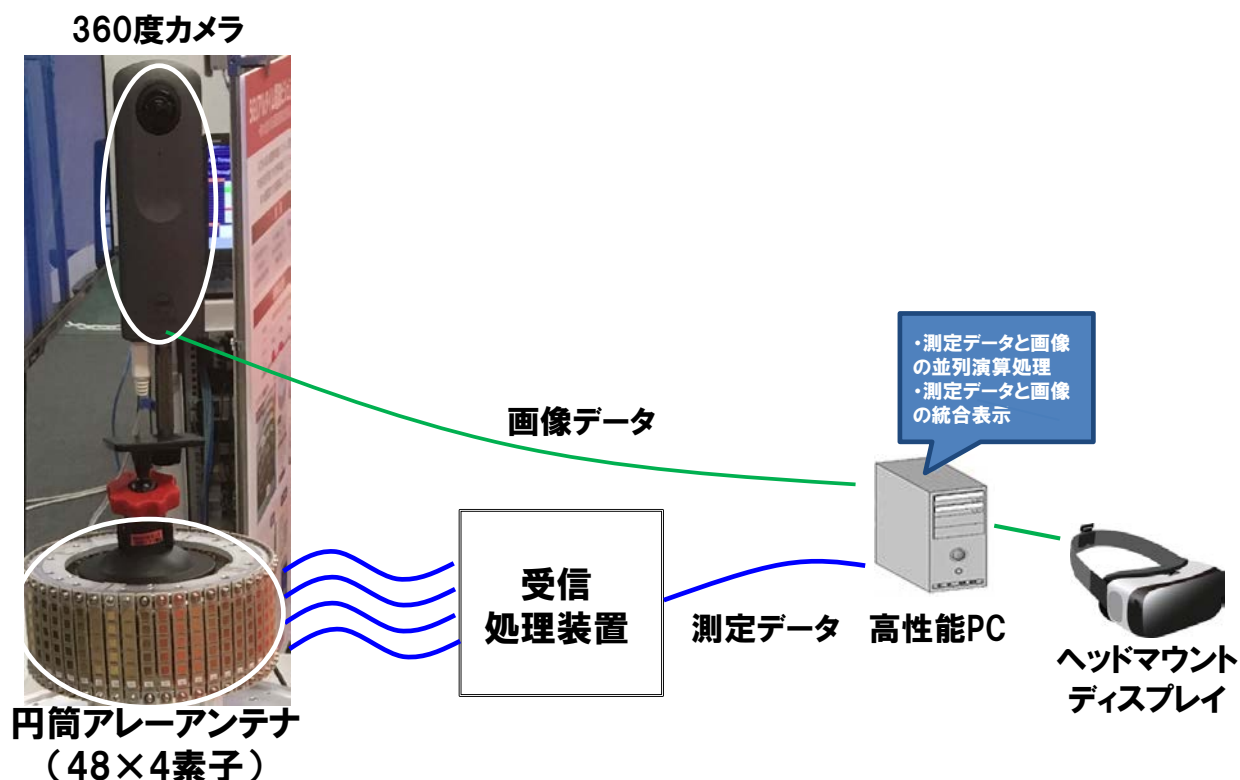 360度カメラ
・測定データと画像
の並列演算処理
・測定データと画像
の統合表示
画像データ
受信
処理装置
測定データ
高性能PC
ヘッドマウント
ディスプレイ
円筒アレーアンテナ
（48×4素子）